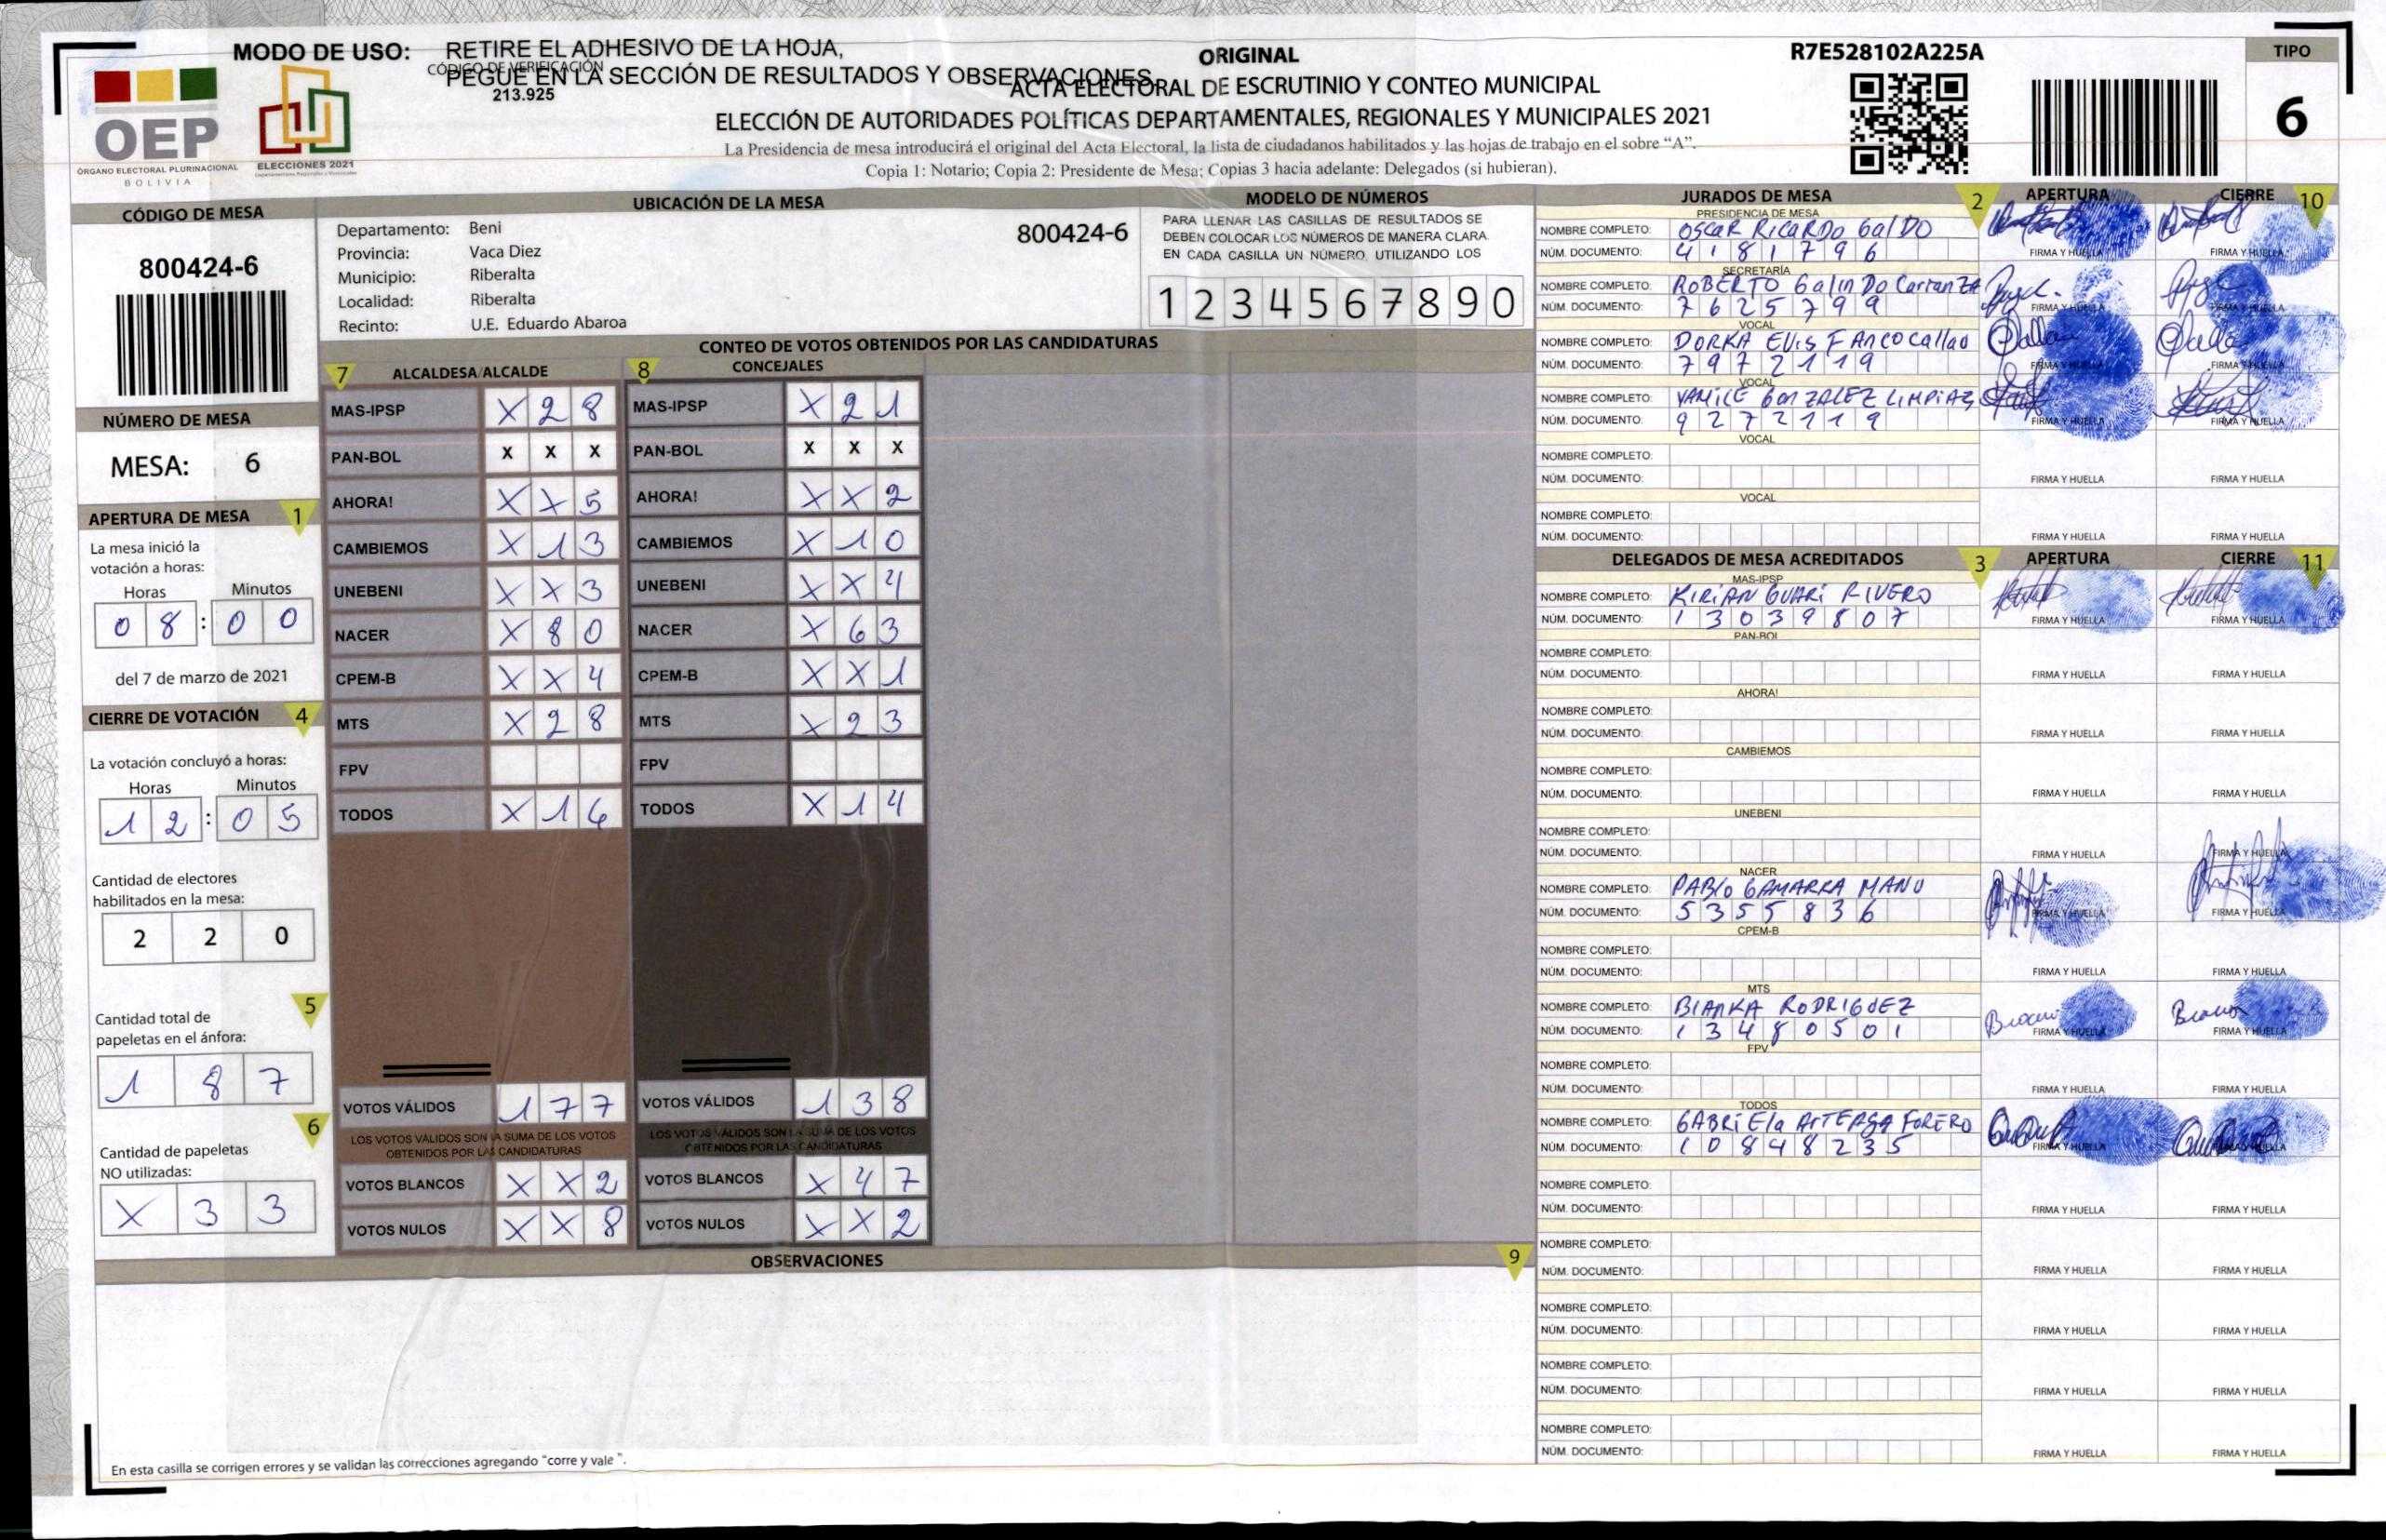 MODO DE USO: RETIRE EL ADHESIVO DE LA HOJA,
PEGUE EN LA SECCIÓN DE RESULTADOS Y OBSERVACIONES
CÓDIGO DE VERIFICACIÓN
213.925
OEP
ÓRGANO ELECTORAL PLURINACIONAL
BOLIVIA
ELECCIONES 2021
ORIGINAL
ACTA ELECTORAL DE ESCRUTINIO Y CONTEO MUNICIPAL
ELECCIÓN DE AUTORIDADES POLÍTICAS DEPARTAMENTALES, REGIONALES Y MUNICIPALES 2021
La Presidencia de mesa introducirá el original del Acta Electoral, la lista de ciudadanos habilitados y las hojas de trabajo en el sobre “A”.
Copia 1: Notario; Copia 2: Presidente de Mesa; Copias 3 hacia adelante: Delegados (si hubieran).
R7E528102A225A
TIPO
6
CÓDIGO DE MESA
800424-6
NÚMERO DE MESA
MESA: 6
APERTURA DE MESA 1
La mesa inició la
votación a horas:
Horas Minutos
0 8 : 0 0
del 7 de marzo de 2021
CIERRE DE VOTACIÓN 4
La votación concluyó a horas:
Horas Minutos
1 2 : 0 5
Cantidad de electores
habilitados en la mesa:
2 2 0
5
Cantidad total de
papeletas en el ánfora:
1 8 7
6
Cantidad de papeletas
NO utilizadas:
X 3 3
UBICACIÓN DE LA MESA
Departamento: Beni
Provincia: Vaca Diez
Municipio: Riberalta
Localidad: Riberalta
Recinto: U.E. Eduardo Abaroa
800424-6
MODELO DE NÚMEROS
PARA LLENAR LAS CASILLAS DE RESULTADOS SE
DEBEN COLOCAR LOS NÚMEROS DE MANERA CLARA
EN CADA CASILLA UN NÚMERO, UTILIZANDO LOS
1 2 3 4 5 6 7 8 9 0
CONTEO DE VOTOS OBTENIDOS POR LAS CANDIDATURAS
7 ALCALDESA/ALCALDE
MAS-IPSP X 2 8
PAN-BOL X X X
AHORA! X X 5
CAMBIEMOS X 1 3
UNEBENI X X 3
NACER X 8 0
CPEM-B X X 4
MTS X 2 8
FPV
TODOS X 1 6
VOTOS VÁLIDOS 1 7 7
LOS VOTOS VÁLIDOS SON LA SUMA DE LOS VOTOS
OBTENIDOS POR LAS CANDIDATURAS
VOTOS BLANCOS X X 2
VOTOS NULOS X X 8
8 CONCEJALES
MAS-IPSP X 2 1
PAN-BOL X X X
AHORA! X X 2
CAMBIEMOS X 1 0
UNEBENI X X 4
NACER X 6 3
CPEM-B X X 1
MTS X 2 3
FPV
TODOS X 1 4
VOTOS VÁLIDOS 1 3 8
LOS VOTOS VÁLIDOS SON LA SUMA DE LOS VOTOS
OBTENIDOS POR LAS CANDIDATURAS
VOTOS BLANCOS X 4 7
VOTOS NULOS X X 2
OBSERVACIONES 9
En esta casilla se corrigen errores y se validan las correcciones agregando “corre y vale ”.
JURADOS DE MESA 2 APERTURA CIERRE 10
PRESIDENCIA DE MESA
NOMBRE COMPLETO: OSCAR RICARDO GalDO
NÚM. DOCUMENTO: 4 1 8 1 7 9 6
FIRMA Y HUELLA FIRMA Y HUELLA
SECRETARÍA
NOMBRE COMPLETO: ROBERTO Galin Do CarranZA
NÚM. DOCUMENTO: 7 6 2 5 7 9 9
FIRMA Y HUELLA FIRMA Y HUELLA
VOCAL
NOMBRE COMPLETO: DORKA EVis FAncocallao
NÚM. DOCUMENTO: 7 9 7 2 1 1 9
FIRMA Y HUELLA FIRMA Y HUELLA
VOCAL
NOMBRE COMPLETO: YAMILE GonZALEZ LIMPIAS
NÚM. DOCUMENTO: 9 2 7 2 1 1 9
FIRMA Y HUELLA FIRMA Y HUELLA
VOCAL
NOMBRE COMPLETO:
NÚM. DOCUMENTO:
FIRMA Y HUELLA FIRMA Y HUELLA
VOCAL
NOMBRE COMPLETO:
NÚM. DOCUMENTO:
FIRMA Y HUELLA FIRMA Y HUELLA
DELEGADOS DE MESA ACREDITADOS 3 APERTURA CIERRE 11
MAS-IPSP
NOMBRE COMPLETO: KIRIAN GUARI RIVERO
NÚM. DOCUMENTO: 1 3 0 3 9 8 0 7
FIRMA Y HUELLA FIRMA Y HUELLA
PAN-BOL
NOMBRE COMPLETO:
NÚM. DOCUMENTO:
FIRMA Y HUELLA FIRMA Y HUELLA
AHORA!
NOMBRE COMPLETO:
NÚM. DOCUMENTO:
FIRMA Y HUELLA FIRMA Y HUELLA
CAMBIEMOS
NOMBRE COMPLETO:
NÚM. DOCUMENTO:
FIRMA Y HUELLA FIRMA Y HUELLA
UNEBENI
NOMBRE COMPLETO:
NÚM. DOCUMENTO:
FIRMA Y HUELLA FIRMA Y HUELLA
NACER
NOMBRE COMPLETO: PABlo GAMARRA MANU
NÚM. DOCUMENTO: 5 3 5 5 8 3 6
FIRMA Y HUELLA FIRMA Y HUELLA
CPEM-B
NOMBRE COMPLETO:
NÚM. DOCUMENTO:
FIRMA Y HUELLA FIRMA Y HUELLA
MTS
NOMBRE COMPLETO: BIANKA RODRIGUEZ
NÚM. DOCUMENTO: 1 3 4 8 0 5 0 1
FIRMA Y HUELLA FIRMA Y HUELLA
FPV
NOMBRE COMPLETO:
NÚM. DOCUMENTO:
FIRMA Y HUELLA FIRMA Y HUELLA
TODOS
NOMBRE COMPLETO: GABRIEla ArTEAGA FORERO
NÚM. DOCUMENTO: 1 0 8 4 8 2 3 5
FIRMA Y HUELLA FIRMA Y HUELLA
NOMBRE COMPLETO:
NÚM. DOCUMENTO:
FIRMA Y HUELLA FIRMA Y HUELLA
NOMBRE COMPLETO:
NÚM. DOCUMENTO:
FIRMA Y HUELLA FIRMA Y HUELLA
NOMBRE COMPLETO:
NÚM. DOCUMENTO:
FIRMA Y HUELLA FIRMA Y HUELLA
NOMBRE COMPLETO:
NÚM. DOCUMENTO:
FIRMA Y HUELLA FIRMA Y HUELLA
NOMBRE COMPLETO:
NÚM. DOCUMENTO:
FIRMA Y HUELLA FIRMA Y HUELLA